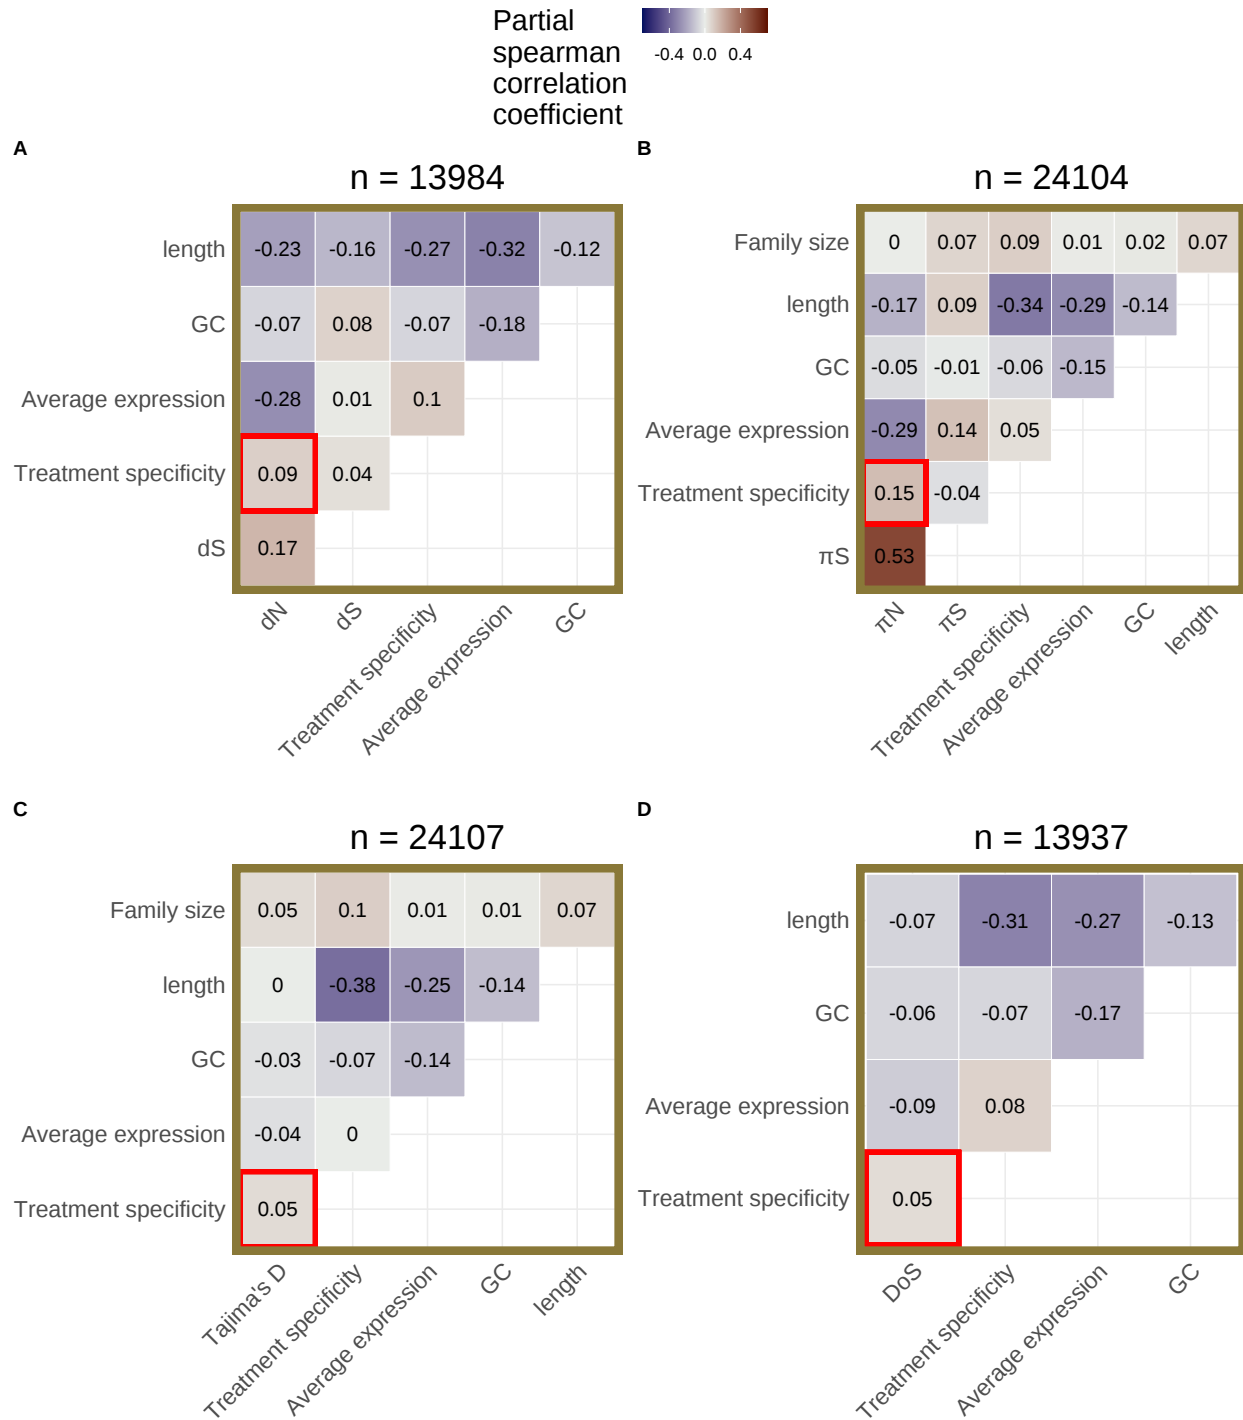 Partial
spearman
correlation
coefficient
-0.4 0.0 0.4
A
n = 13984
length -0.23 -0.16 -0.27 -0.32 -0.12
GC -0.07 0.08 -0.07 -0.18
Average expression -0.28 0.01 0.1
Treatment specificity 0.09 0.04
dS 0.17
dN dS Treatment specificity Average expression GC
B
n = 24104
Family size 0 0.07 0.09 0.01 0.02 0.07
length -0.17 0.09 -0.34 -0.29 -0.14
GC -0.05 -0.01 -0.06 -0.15
Average expression -0.29 0.14 0.05
Treatment specificity 0.15 -0.04
πS 0.53
πN πS Treatment specificity Average expression GC length
C
n = 24107
Family size 0.05 0.1 0.01 0.01 0.07
length 0 -0.38 -0.25 -0.14
GC -0.03 -0.07 -0.14
Average expression -0.04 0
Treatment specificity 0.05
Tajima's D Treatment specificity Average expression GC length
D
n = 13937
length -0.07 -0.31 -0.27 -0.13
GC -0.06 -0.07 -0.17
Average expression -0.09 0.08
Treatment specificity 0.05
DoS Treatment specificity Average expression GC